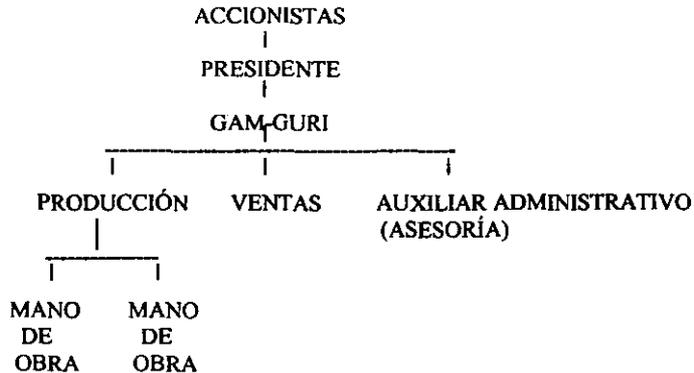 ACCIONISTAS
PRESIDENTE
GAM-GURI
PRODUCCIÓN VENTAS AUXILIAR ADMINISTRATIVO
(ASESORÍA)
MANO MANO
DE DE
OBRA OBRA